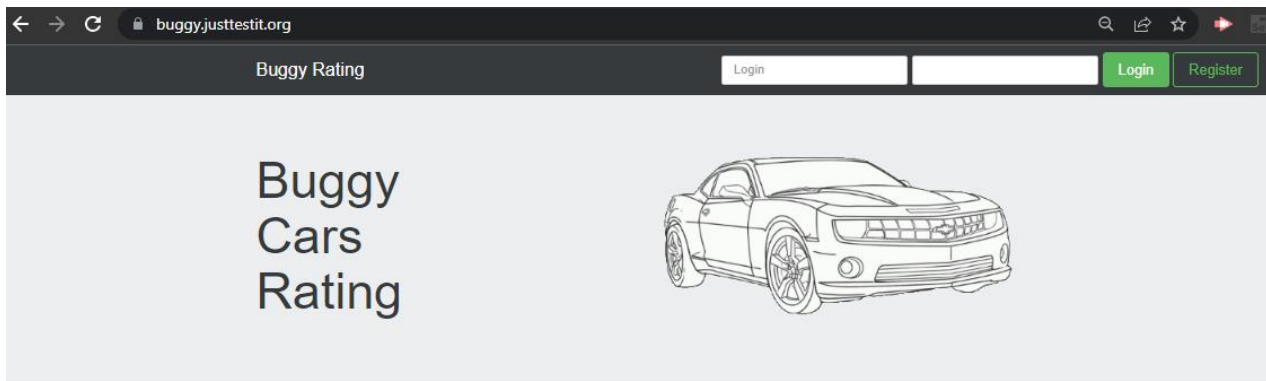 buggy.justtestit.org
Buggy Rating
Login
Login
Register
Buggy
Cars
Rating